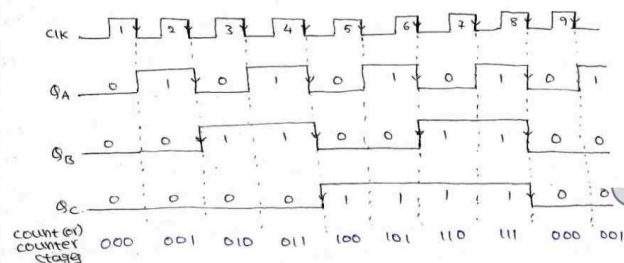 CLK 1 2 3 4 5 6 7 8 9
QA 0 1 0 1 0 1 0 1 0 1
QB 0 0 1 1 0 0 1 1 0 0
QC 0 0 0 0 1 1 1 1 0 0
count (or)
counter 000 001 010 011 100 101 110 111 000 001
stage